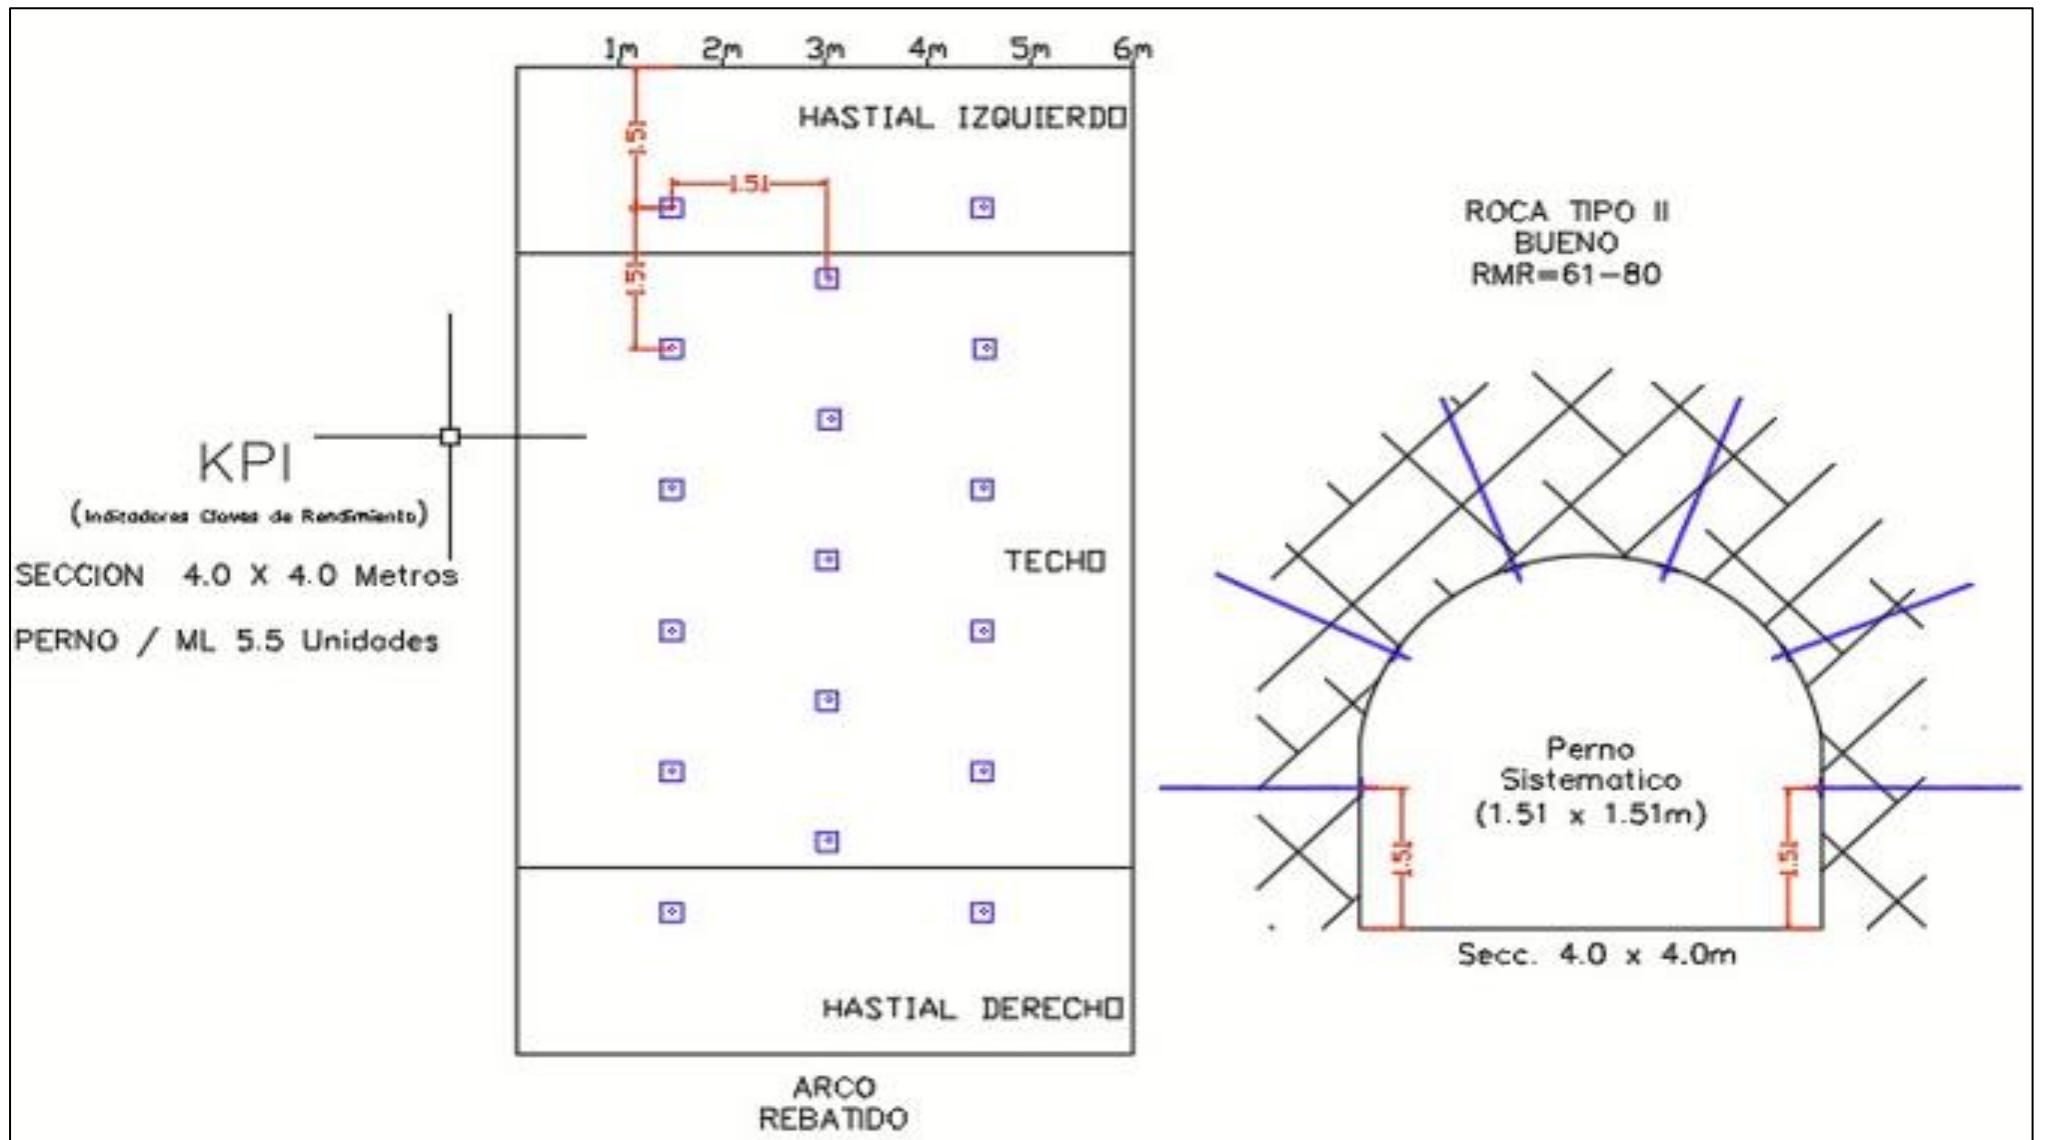 1m 2m 3m 4m 5m 6m
HASTIAL IZQUIERDO
1.51
1.51
1.51
TECHO
HASTIAL DERECHO
ARCO
REBATIDO
KPI
(Indicadores Claves de Rendimiento)
SECCION 4.0 X 4.0 Metros
PERNO / ML 5.5 Unidades
ROCA TIPO II
BUENO
RMR=61-80
Perno
Sistematico
(1.51 x 1.51m)
1.51
1.51
Secc. 4.0 x 4.0m